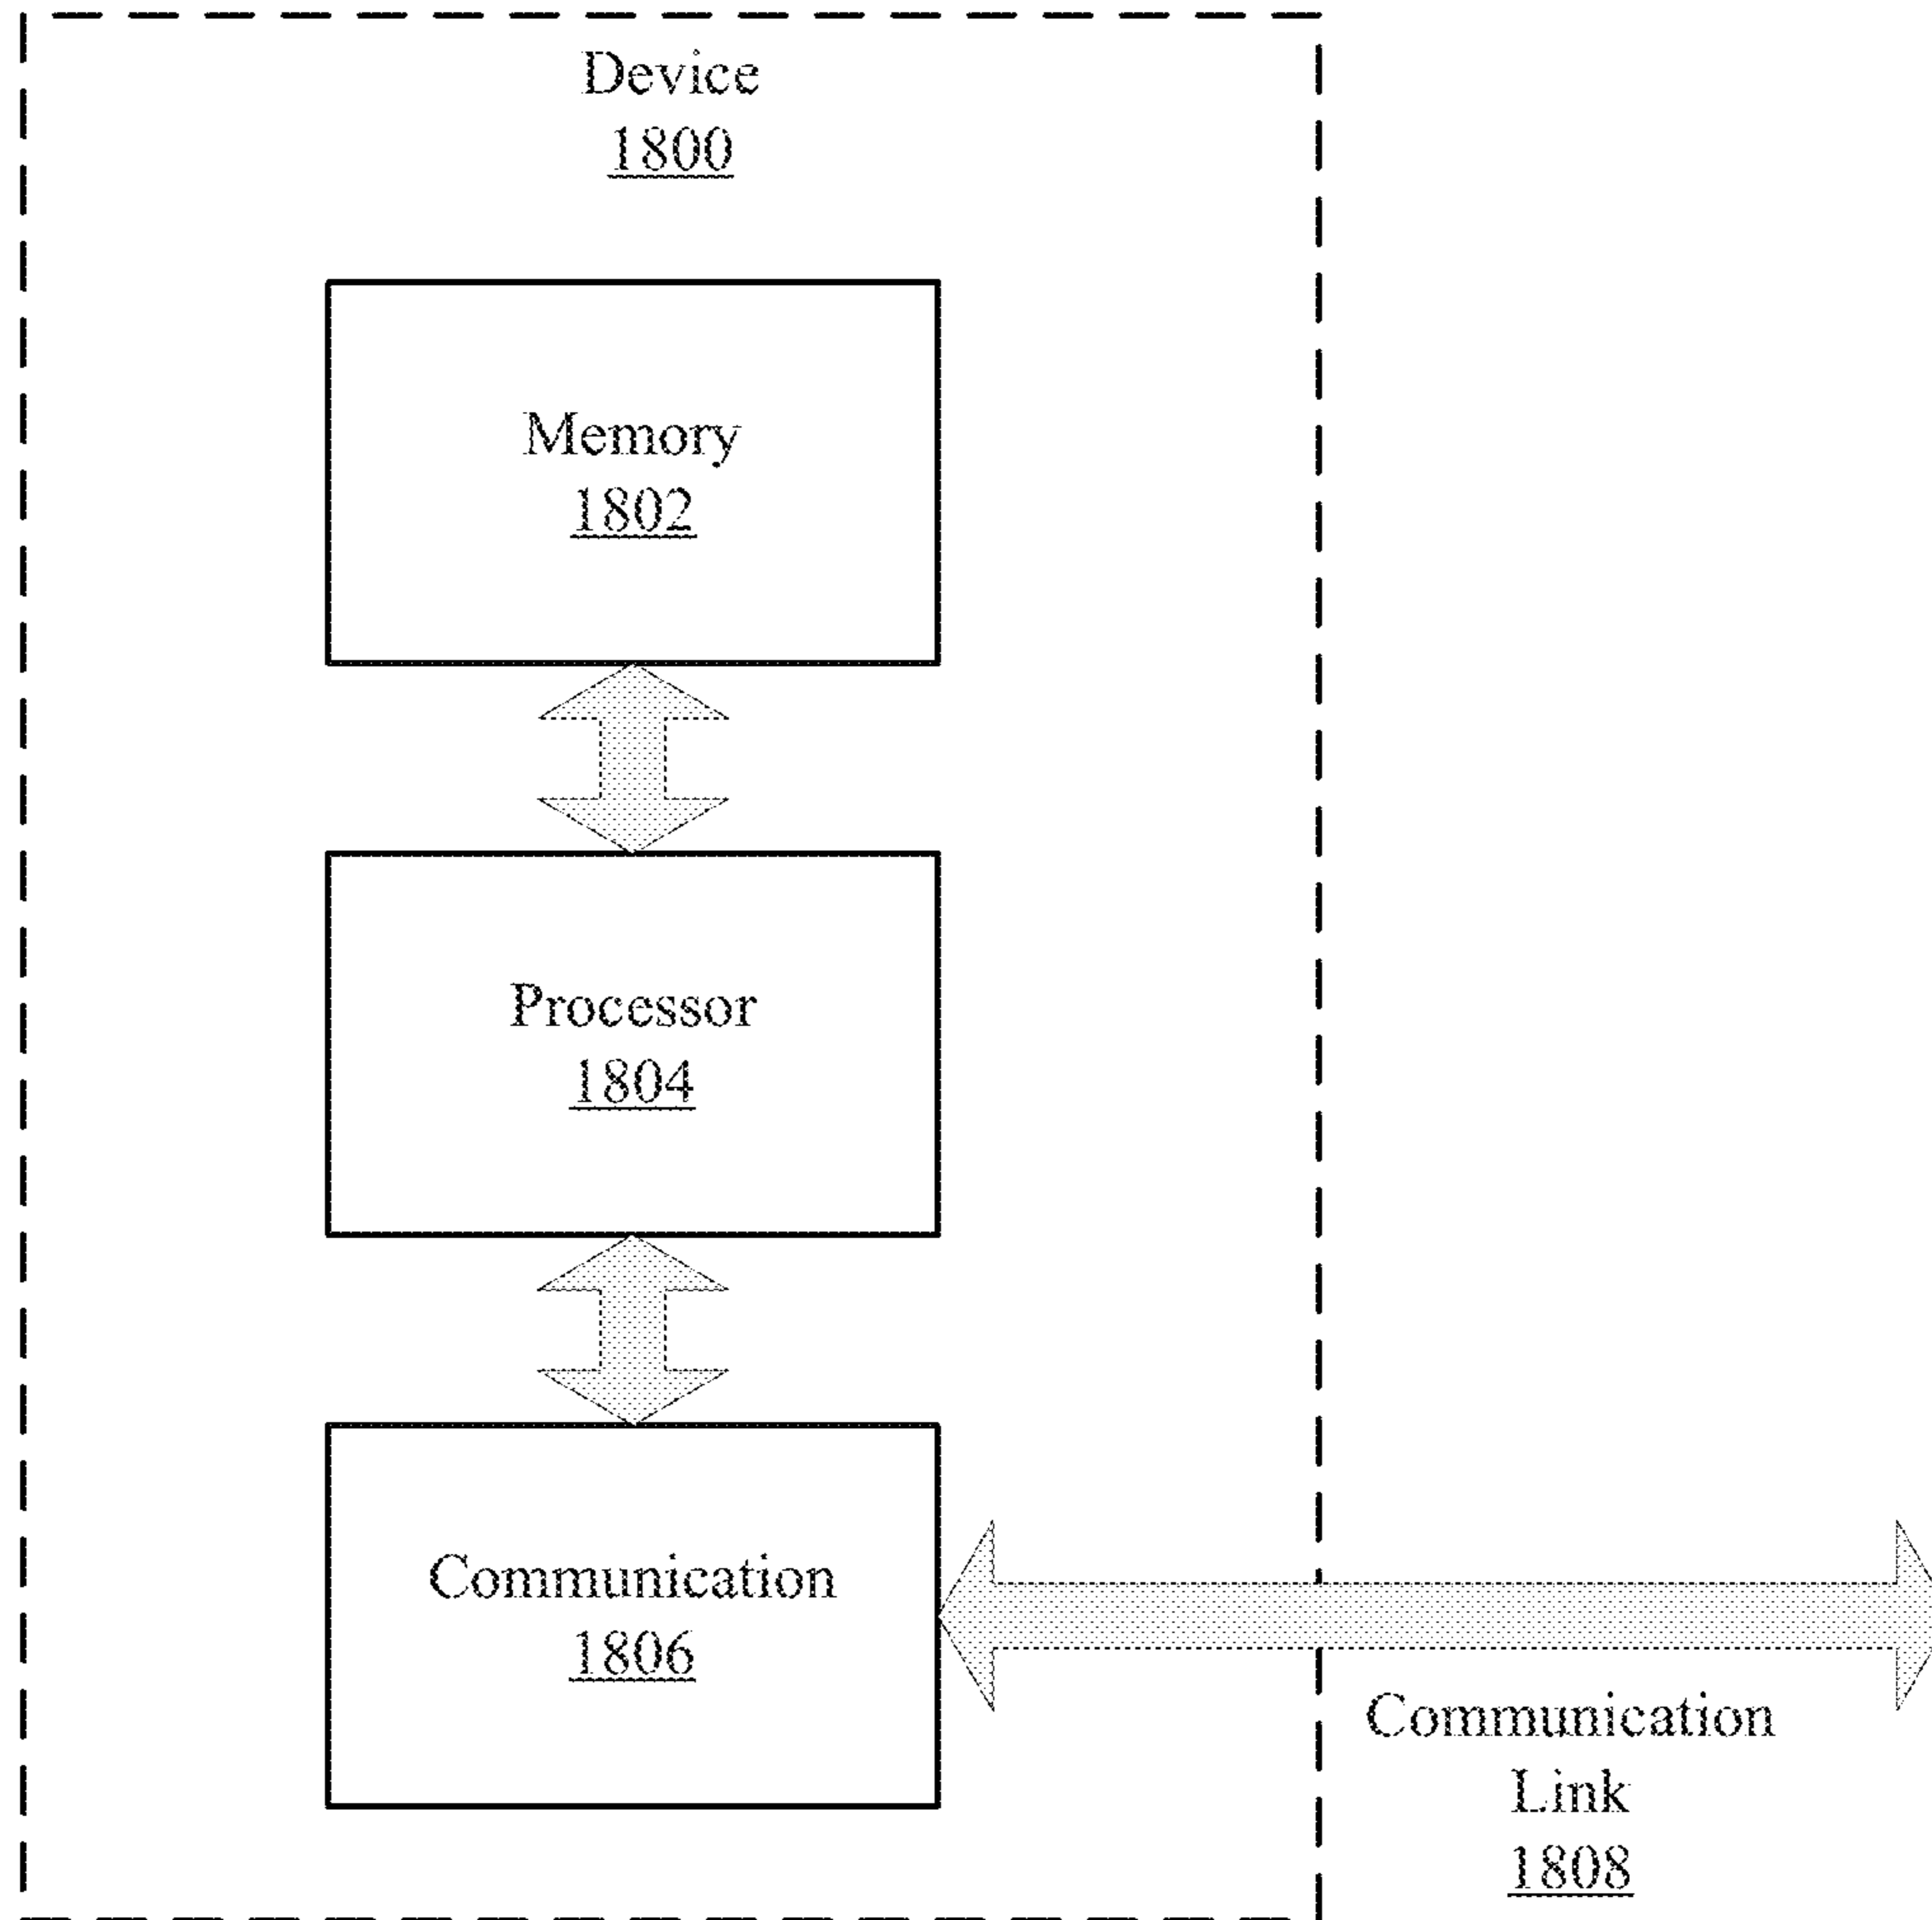 Device
1800
Memory
1802
Processor
1804
Communication
1806
Communication
Link
1808